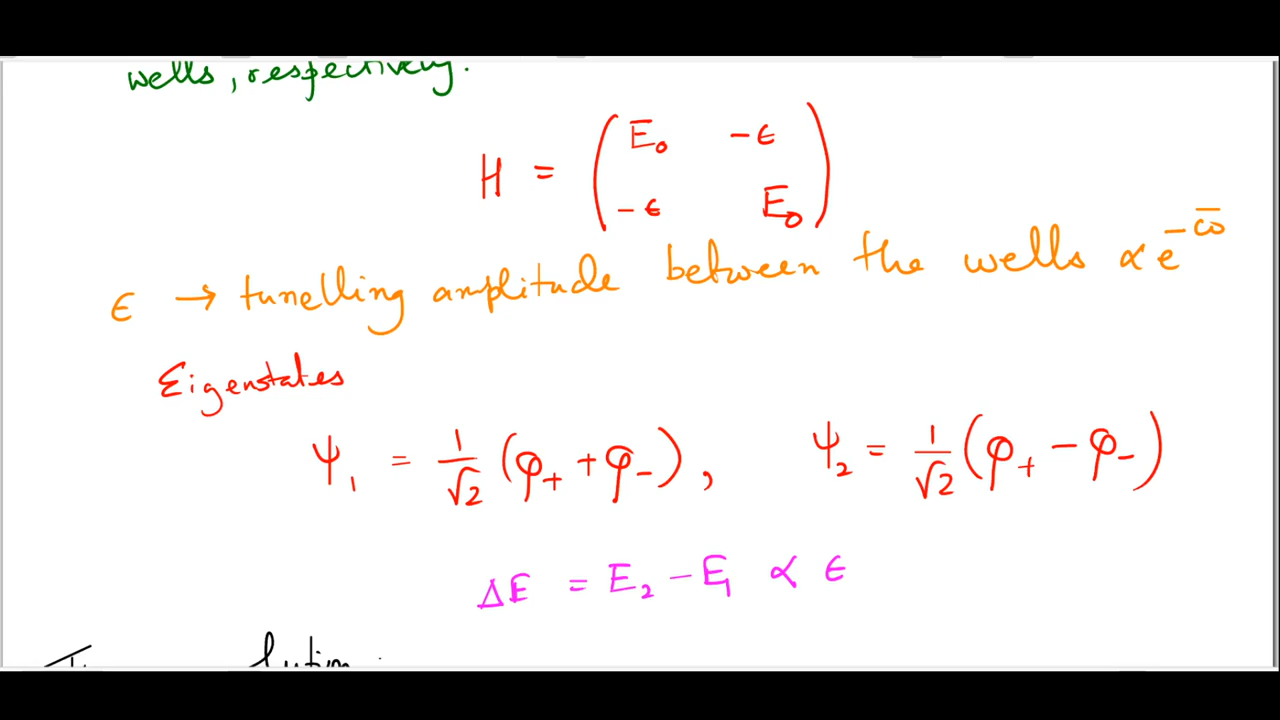 wells, respectively.
H = ( E₀ -ε
-ε E₀ )
ε → tunelling amplitude between the wells ∝ e^{-ω̅}
Eigenstates
ψ₁ = 1/√2 (φ₊ + φ₋), ψ₂ = 1/√2 (φ₊ - φ₋)
ΔE = E₂ - E₁ ∝ ε